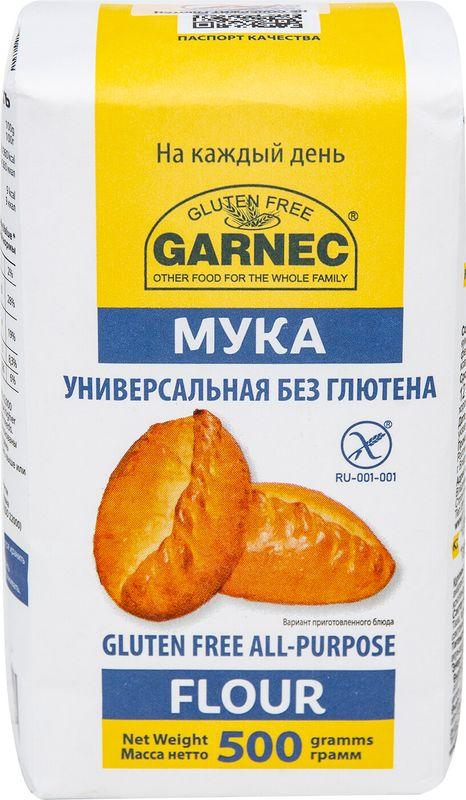 ПАСПОРТ КАЧЕСТВА
На каждый день
GLUTEN FREE
GARNEC®
OTHER FOOD FOR THE WHOLE FAMILY
МУКА
УНИВЕРСАЛЬНАЯ БЕЗ ГЛЮТЕНА
®
RU-001-001
Вариант приготовленного блюда
GLUTEN FREE ALL-PURPOSE
FLOUR
Net Weight 500 gramms
Масса нетто грамм